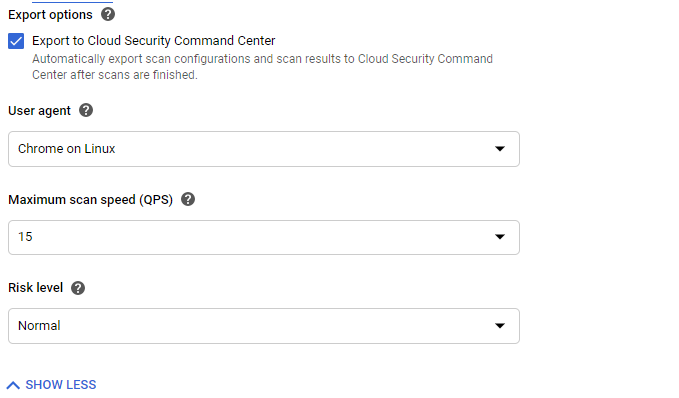 Export options
Export to Cloud Security Command Center
Automatically export scan configurations and scan results to Cloud Security Command
Center after scans are finished.
User agent
Chrome on Linux
Maximum scan speed (QPS)
15
Risk level
Normal
SHOW LESS